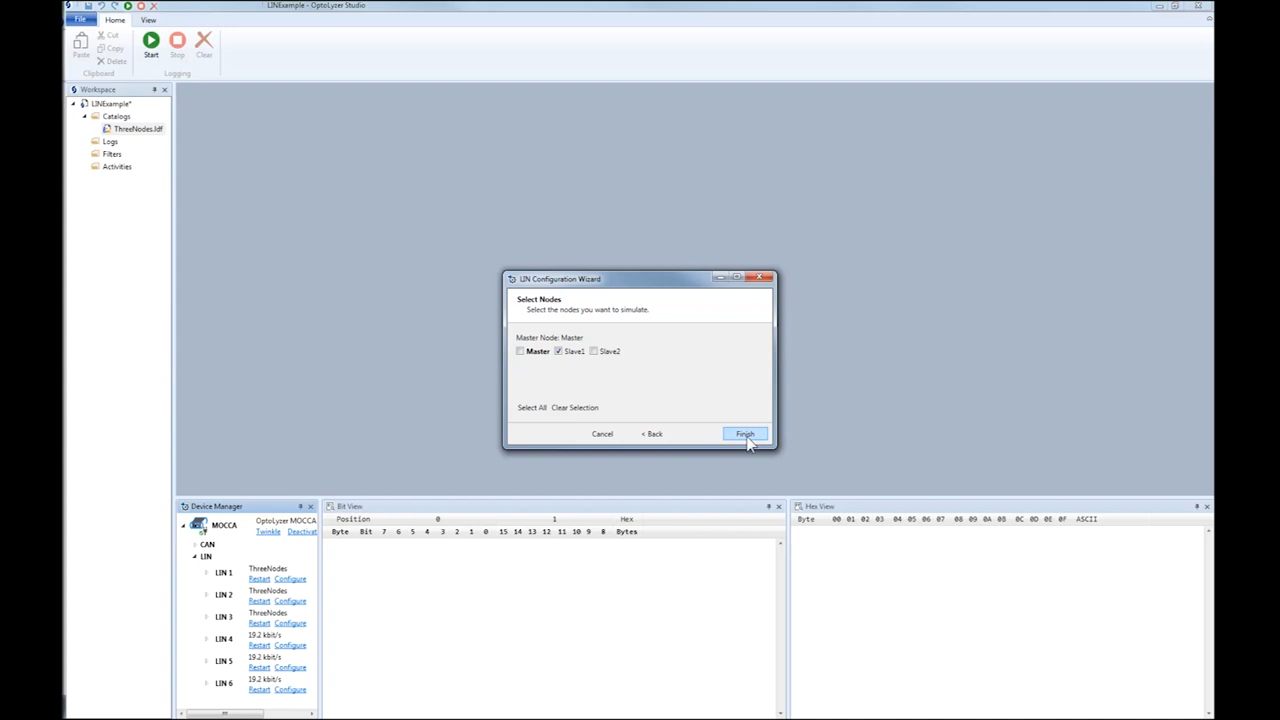 LINExample - OptoLyzer Studio
File Home View
Paste
Cut
Copy
Delete
Clipboard
Start Stop Clear
Logging
Workspace
LINExample*
Catalogs
ThreeNodes.ldf
Logs
Filters
Activities
LIN Configuration Wizard
Select Nodes
Select the nodes you want to simulate.
Master Node: Master
Master Slave1 Slave2
Select All Clear Selection
Cancel < Back Finish
Device Manager
MOCCA OptoLyzer MOCCA
Twinkle Deactivat
CAN
LIN
LIN 1 ThreeNodes
Restart Configure
LIN 2 ThreeNodes
Restart Configure
LIN 3 ThreeNodes
Restart Configure
LIN 4 19.2 kbit/s
Restart Configure
LIN 5 19.2 kbit/s
Restart Configure
LIN 6 19.2 kbit/s
Restart Configure
Bit View
Position 0 1 Hex
Byte Bit 7 6 5 4 3 2 1 0 15 14 13 12 11 10 9 8 Bytes
Hex View
Byte 00 01 02 03 04 05 06 07 08 09 0A 0B 0C 0D 0E 0F ASCII